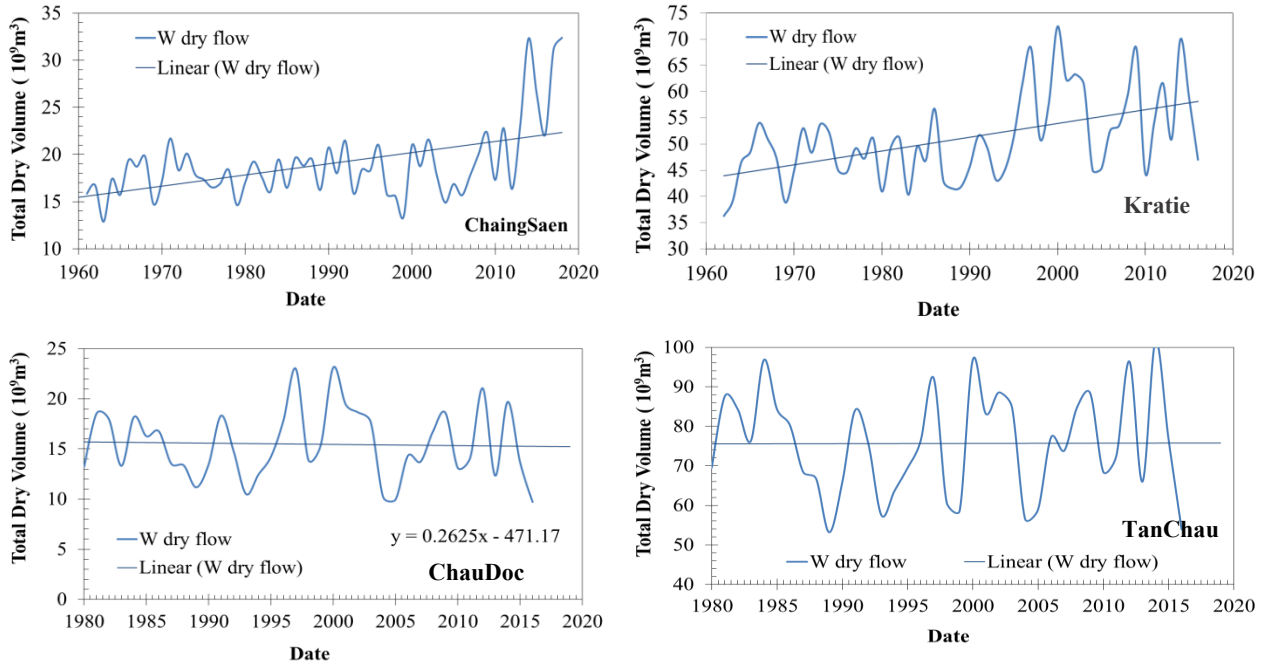 Total Dry Volume ( 10⁹m³)
35
30
25
20
15
10
W dry flow
Linear (W dry flow)
ChaingSaen
1960 1970 1980 1990 2000 2010 2020
Date
Total Dry Volume ( 10⁹m³)
75
70
65
60
55
50
45
40
35
30
W dry flow
Linear (W dry flow)
Kratie
1960 1970 1980 1990 2000 2010 2020
Date
Total Dry Volume ( 10⁹m³)
25
20
15
10
5
0
W dry flow
Linear (W dry flow)
y = 0.2625x - 471.17
ChauDoc
1980 1985 1990 1995 2000 2005 2010 2015 2020
Date
Total Dry Volume ( 10⁹m³)
100
90
80
70
60
50
40
TanChau
W dry flow Linear (W dry flow)
1980 1985 1990 1995 2000 2005 2010 2015 2020
Date